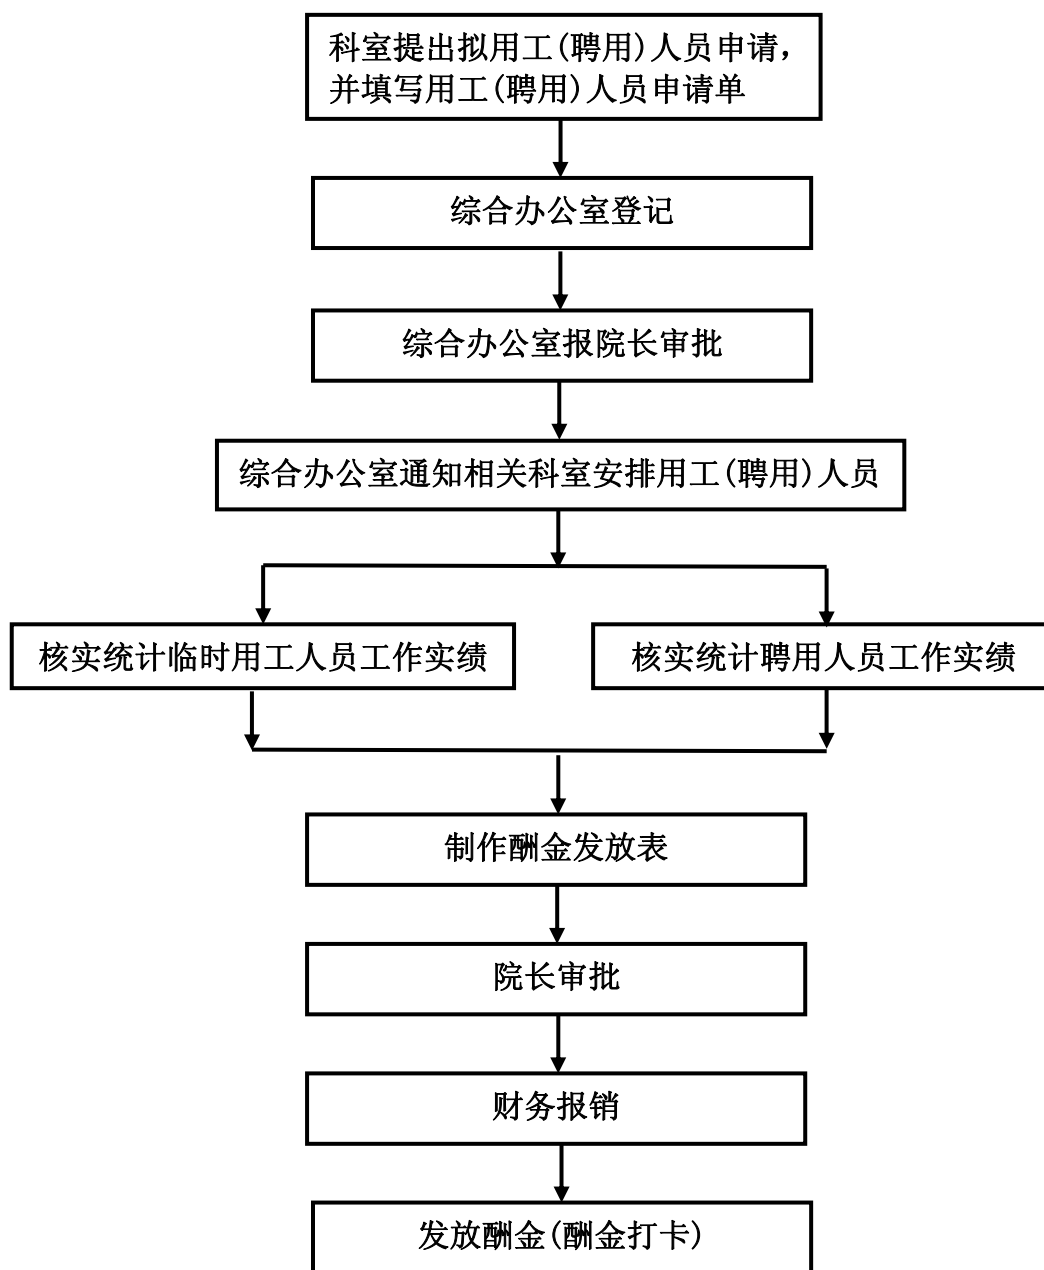 科室提出拟用工(聘用)人员申请，
并填写用工(聘用)人员申请单
综合办公室登记
综合办公室报院长审批
综合办公室通知相关科室安排用工(聘用)人员
核实统计临时用工人员工作实绩
核实统计聘用人员工作实绩
制作酬金发放表
院长审批
财务报销
发放酬金(酬金打卡)